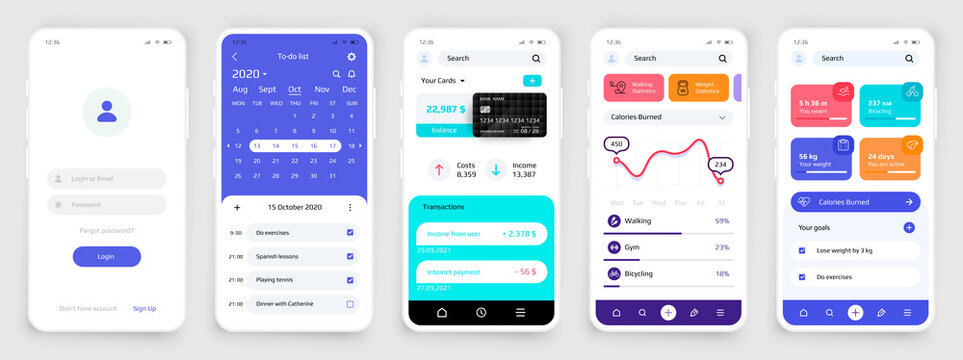 12:36
Login or Email
Password
Forgot password?
Login
Don't have account Sign Up
12:36
To-do list
2020
Aug Sept Oct Nov Dec
MON TUE WED THU FRI SAT SUN
1 2 3 4
5 6 7 8 9 10 11
12 13 14 15 16 17 18
19 20 21 22 23 24 25
26 27 28 29 30 31
15 October 2020
9:00 Do exercises
21:00 Spanish lessons
21:00 Playing tennis
21:00 Dinner with Catherine
12:36
Search
Your Cards
22,987 $
balance
BANK NAME
1234 1234 1234 1234
08 / 28
Costs
8,359
Income
13,387
Transactions
Income from user + 2,378 $
29.09.2021
Internet payment - 56 $
27.09.2021
12:36
Search
Walking
Statistics
Weight
Statistics
Calories Burned
450
234
Mon Tue Wed Thu Fri St
Walking 59%
Gym 23%
Bicycling 18%
12:36
Search
5 h 36 m
You swam
237 км
Bicycling
56 kg
Your weight
24 days
You are active
Calories Burned
Your goals
Lose weight by 3 kg
Do exercises